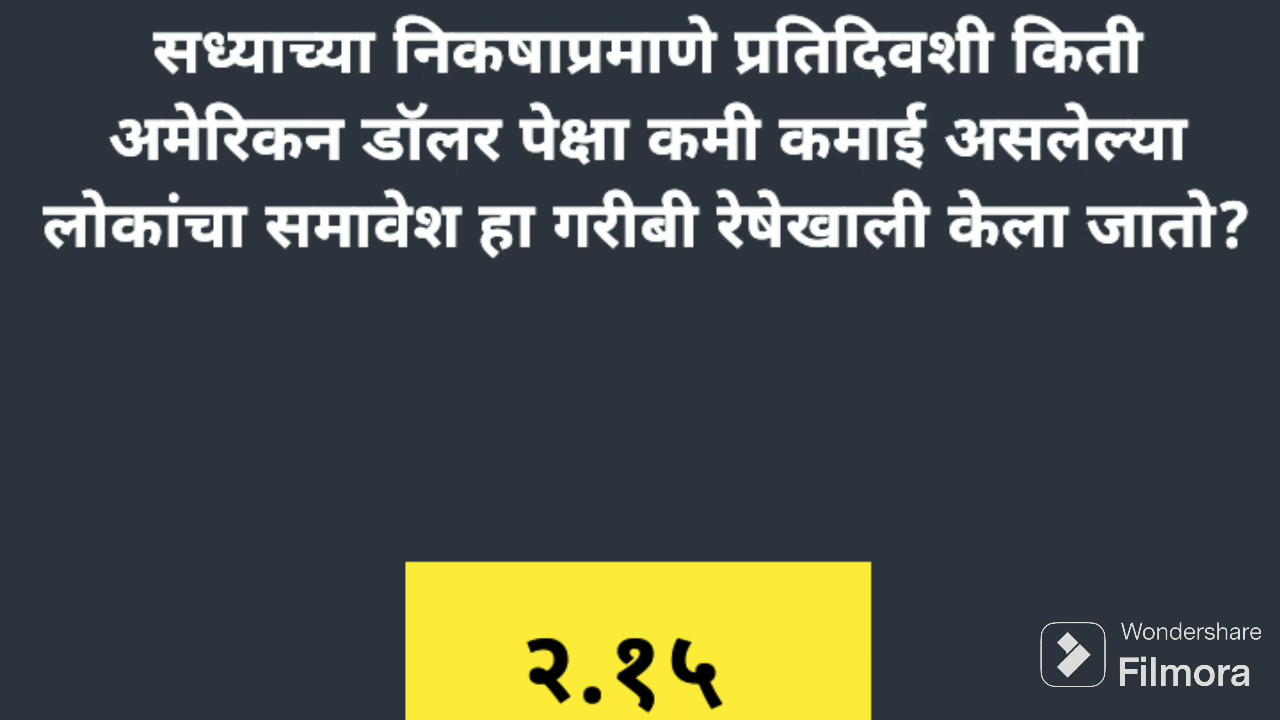 सध्याच्या निकषाप्रमाणे प्रतिदिवशी किती
अमेरिकन डॉलर पेक्षा कमी कमाई असलेल्या
लोकांचा समावेश हा गरीबी रेषेखाली केला जातो?
२.१५
Wondershare
Filmora